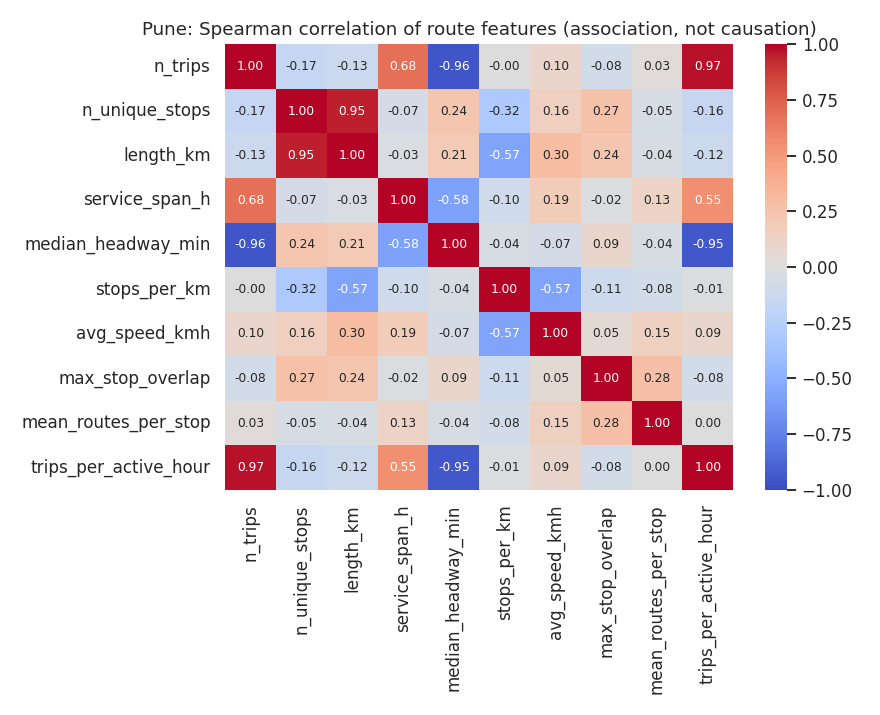 Pune: Spearman correlation of route features (association, not causation)
n_trips 1.00 -0.17 -0.13 0.68 -0.96 -0.00 0.10 -0.08 0.03 0.97
n_unique_stops -0.17 1.00 0.95 -0.07 0.24 -0.32 0.16 0.27 -0.05 -0.16
length_km -0.13 0.95 1.00 -0.03 0.21 -0.57 0.30 0.24 -0.04 -0.12
service_span_h 0.68 -0.07 -0.03 1.00 -0.58 -0.10 0.19 -0.02 0.13 0.55
median_headway_min -0.96 0.24 0.21 -0.58 1.00 -0.04 -0.07 0.09 -0.04 -0.95
stops_per_km -0.00 -0.32 -0.57 -0.10 -0.04 1.00 -0.57 -0.11 -0.08 -0.01
avg_speed_kmh 0.10 0.16 0.30 0.19 -0.07 -0.57 1.00 0.05 0.15 0.09
max_stop_overlap -0.08 0.27 0.24 -0.02 0.09 -0.11 0.05 1.00 0.28 -0.08
mean_routes_per_stop 0.03 -0.05 -0.04 0.13 -0.04 -0.08 0.15 0.28 1.00 0.00
trips_per_active_hour 0.97 -0.16 -0.12 0.55 -0.95 -0.01 0.09 -0.08 0.00 1.00
n_trips
n_unique_stops
length_km
service_span_h
median_headway_min
stops_per_km
avg_speed_kmh
max_stop_overlap
mean_routes_per_stop
trips_per_active_hour
1.00
0.75
0.50
0.25
0.00
−0.25
−0.50
−0.75
−1.00